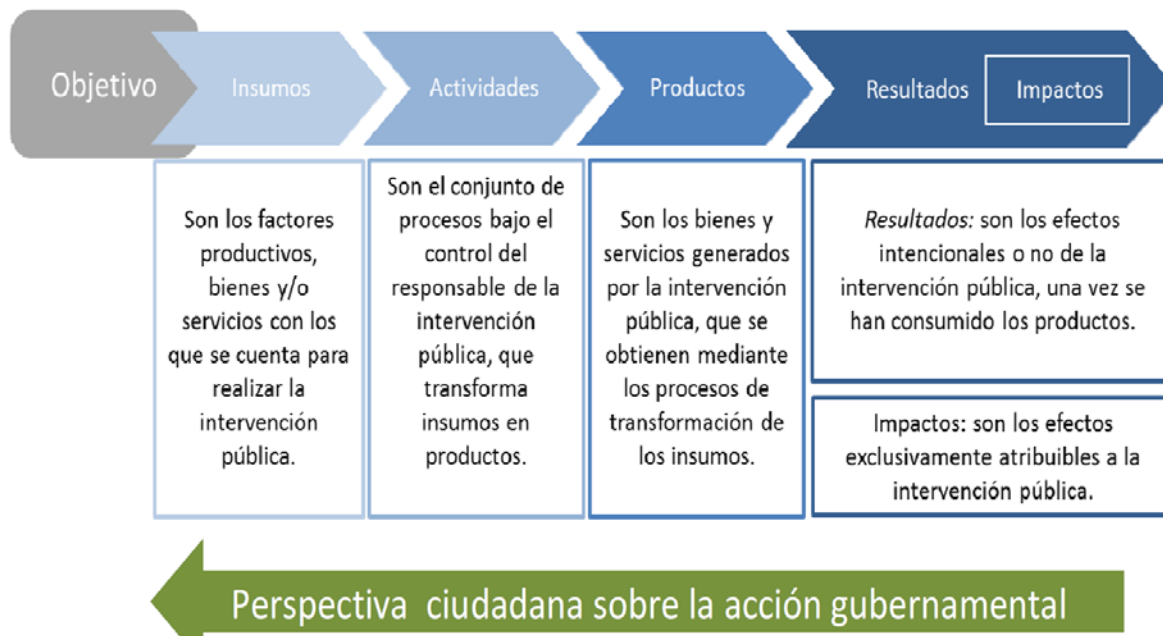 Objetivo
Insumos
Actividades
Productos
Resultados
Impactos
Son los factores
productivos,
bienes y/o
servicios con los
que se cuenta para
realizar la
intervención
pública.
Son el conjunto de
procesos bajo el
control del
responsable de la
intervención
pública, que
transforma
insumos en
productos.
Son los bienes y
servicios generados
por la intervención
pública, que se
obtienen mediante
los procesos de
transformación de
los insumos.
Resultados: son los efectos
intencionales o no de la
intervención pública, una vez se
han consumido los productos.
Impactos: son los efectos
exclusivamente atribuibles a la
intervención pública.
Perspectiva ciudadana sobre la acción gubernamental